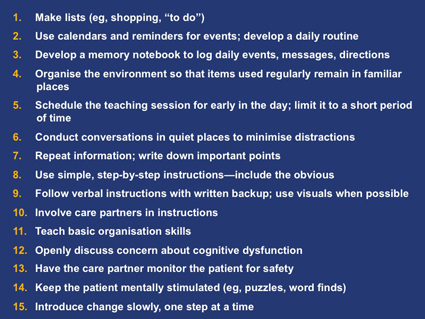 1. Make lists (eg, shopping, “to do”)
2. Use calendars and reminders for events; develop a daily routine
3. Develop a memory notebook to log daily events, messages, directions
4. Organise the environment so that items used regularly remain in familiar
places
5. Schedule the teaching session for early in the day; limit it to a short period
of time
6. Conduct conversations in quiet places to minimise distractions
7. Repeat information; write down important points
8. Use simple, step-by-step instructions—include the obvious
9. Follow verbal instructions with written backup; use visuals when possible
10. Involve care partners in instructions
11. Teach basic organisation skills
12. Openly discuss concern about cognitive dysfunction
13. Have the care partner monitor the patient for safety
14. Keep the patient mentally stimulated (eg, puzzles, word finds)
15. Introduce change slowly, one step at a time